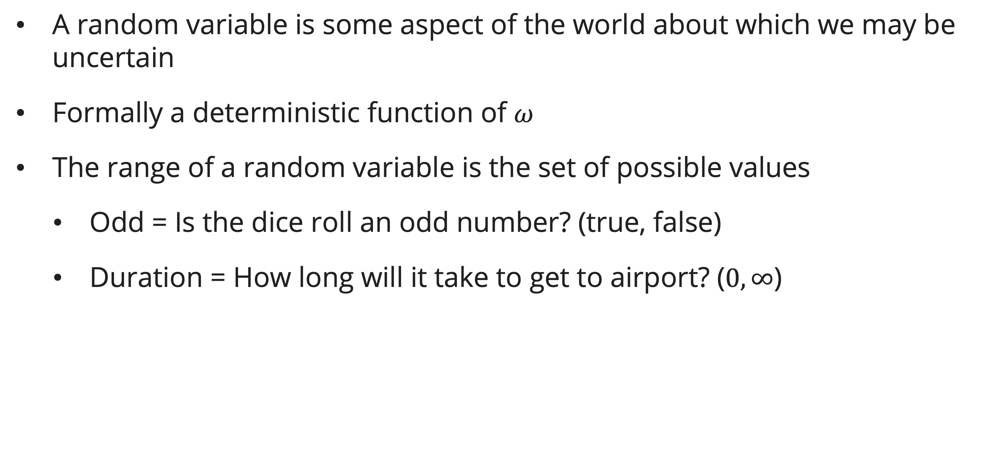 • A random variable is some aspect of the world about which we may be
uncertain
• Formally a deterministic function of ω
• The range of a random variable is the set of possible values
• Odd = Is the dice roll an odd number? (true, false)
• Duration = How long will it take to get to airport? (0, ∞)